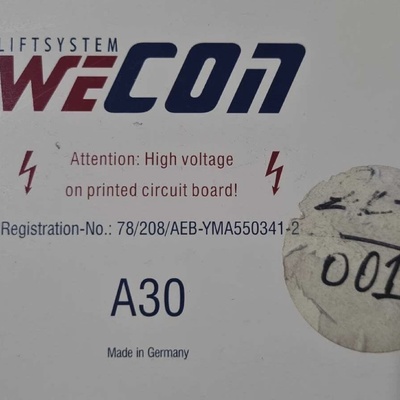 LIFTSYSTEM
WECON
Attention: High voltage
on printed circuit board!
Registration-No.: 78/208/AEB-YMA550341-2
001
A30
Made in Germany